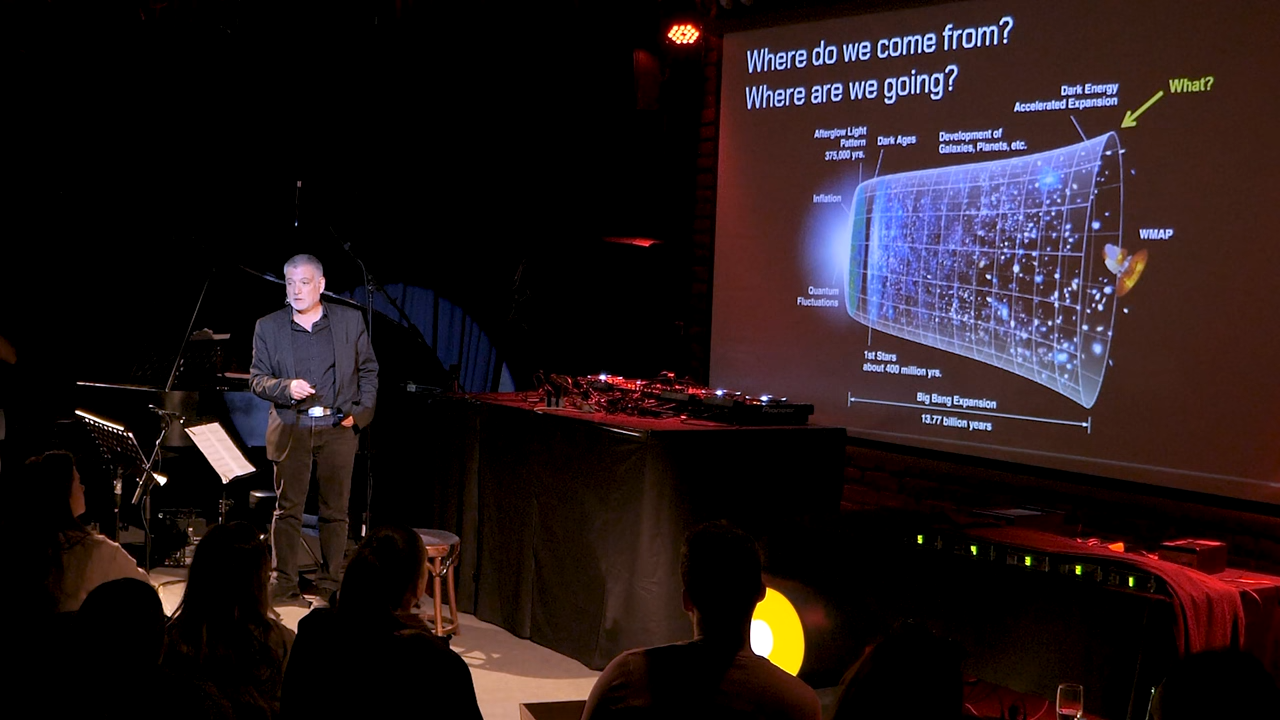 Where do we come from?
Where are we going?
What?
Dark Energy
Accelerated Expansion
Afterglow Light
Pattern
375,000 yrs.
Dark Ages
Development of
Galaxies, Planets, etc.
Inflation
WMAP
Quantum
Fluctuations
1st Stars
about 400 million yrs.
Big Bang Expansion
13.77 billion years